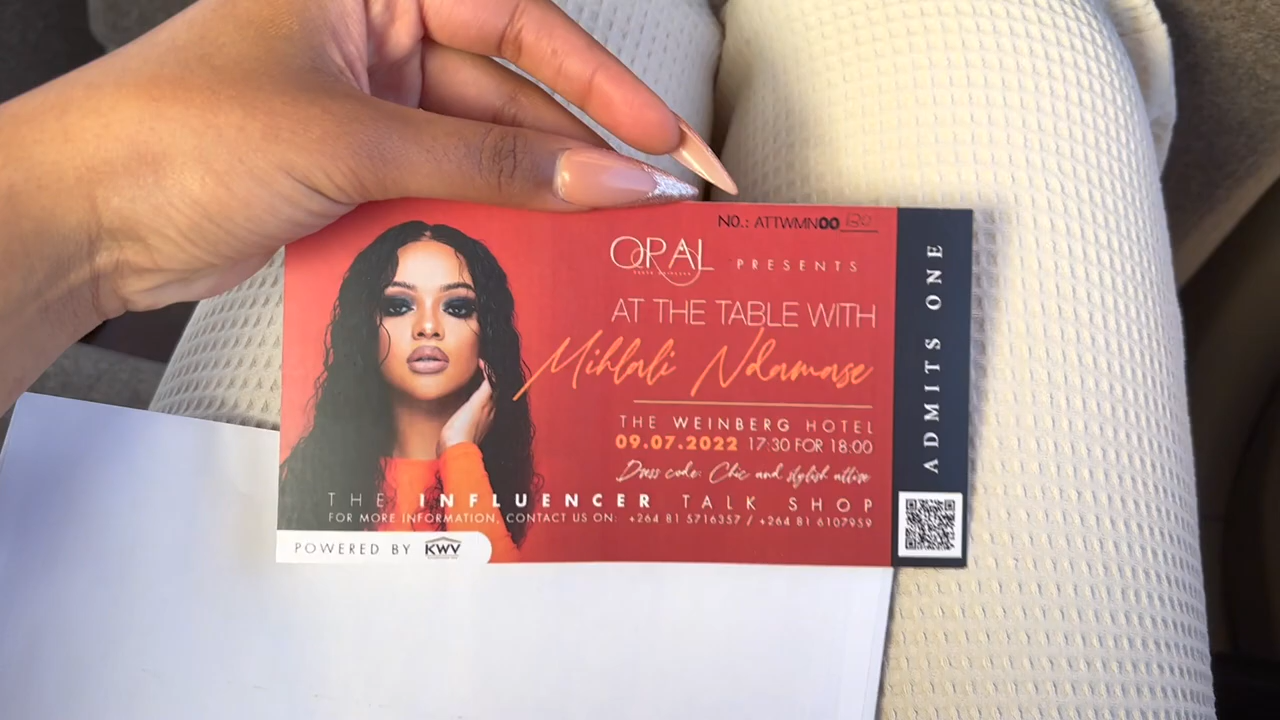 NO.: ATTWMN00
OPAL PRESENTS
AT THE TABLE WITH
Mihlali Ndamase
THE WEINBERG HOTEL
09.07.2022 17:30 FOR 18:00
Dress code: Chic and stylish attire
THE INFLUENCER TALK SHOP
FOR MORE INFORMATION, CONTACT US ON: +264 81 5716357 / +264 81 6107959
POWERED BY KWV
ADMITS ONE